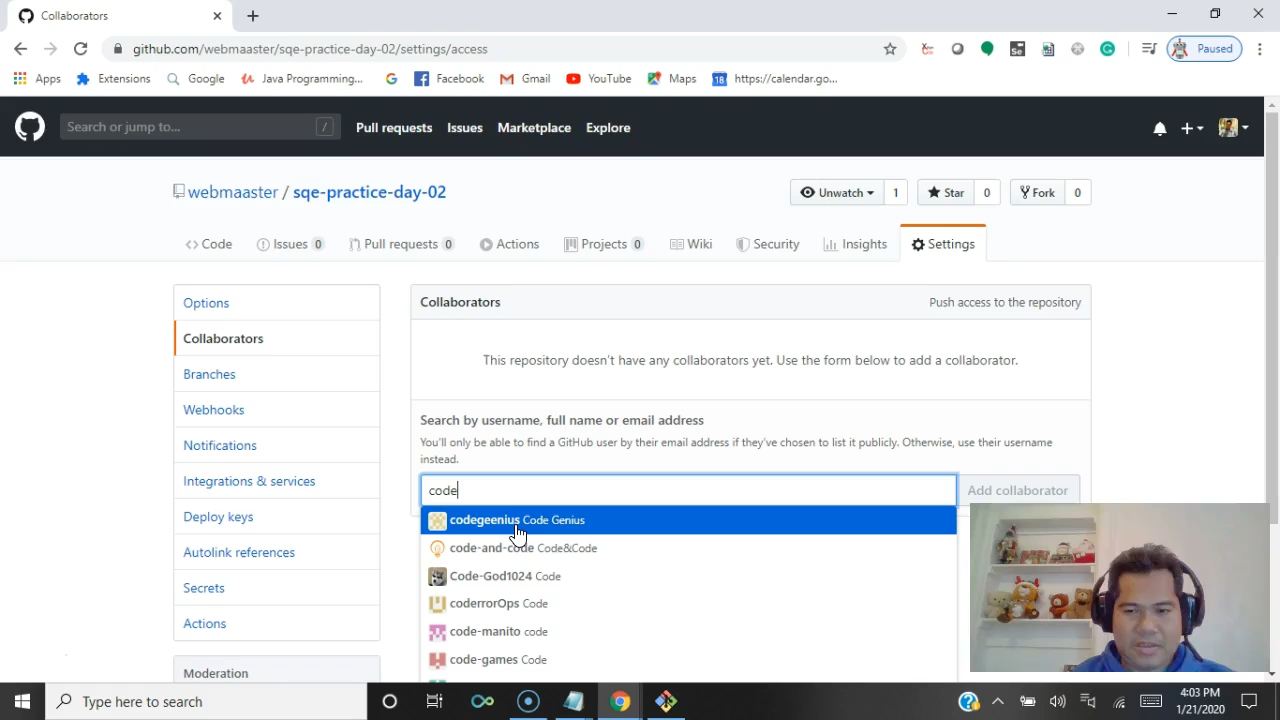 Collaborators
github.com/webmaaster/sqe-practice-day-02/settings/access
Paused
Apps
Extensions
Google
Java Programming...
Facebook
Gmail
YouTube
Maps
https://calendar.go...
Search or jump to...
/
Pull requests
Issues
Marketplace
Explore
webmaaster / sqe-practice-day-02
Unwatch
1
Star
0
Fork
0
Code
Issues 0
Pull requests 0
Actions
Projects 0
Wiki
Security
Insights
Settings
Options
Collaborators
Branches
Webhooks
Notifications
Integrations & services
Deploy keys
Autolink references
Secrets
Actions
Moderation
Collaborators
Push access to the repository
This repository doesn't have any collaborators yet. Use the form below to add a collaborator.
Search by username, full name or email address
You'll only be able to find a GitHub user by their email address if they've chosen to list it publicly. Otherwise, use their username
instead.
code
Add collaborator
codegeenius Code Genius
code-and-code Code&Code
Code-God1024 Code
coderrorOps Code
code-manito code
code-games Code
Type here to search
4:03 PM
1/21/2020